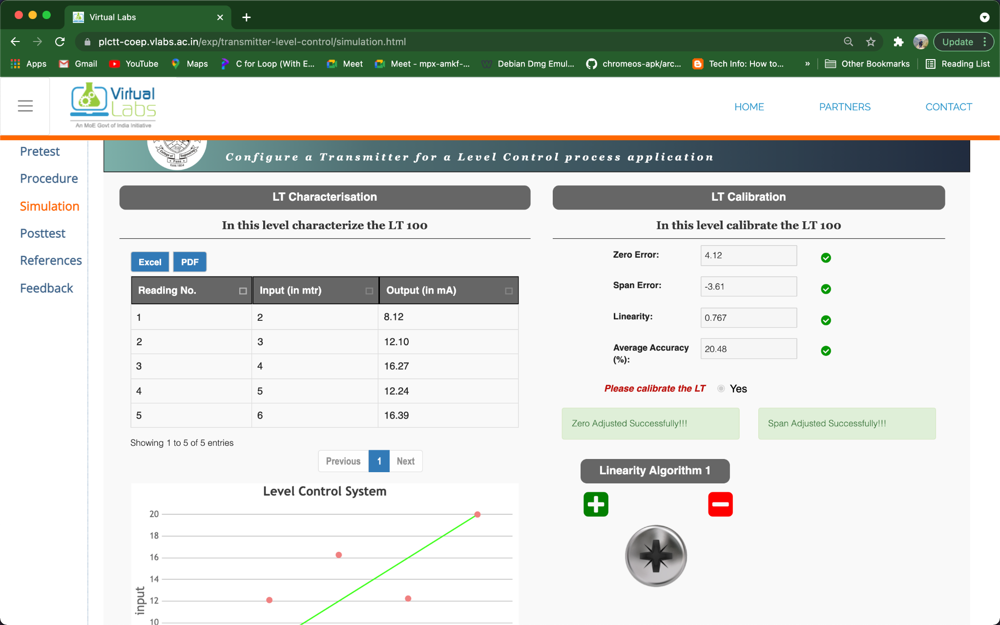 Virtual Labs
plctt-coep.vlabs.ac.in/exp/transmitter-level-control/simulation.html
Update
Apps Gmail YouTube Maps C for Loop (With E... Meet Meet - mpx-amkf-... Debian Dmg Emul... chromeos-apk/arc... Tech Info: How to... » Other Bookmarks Reading List
Virtual
Labs
An MoE Govt of India Initiative
HOME PARTNERS CONTACT
Pretest
Procedure
Simulation
Posttest
References
Feedback
College of Engineering
Pune
Estd.1854
Configure a Transmitter for a Level Control process application
LT Characterisation
In this level characterize the LT 100
Excel PDF
Reading No. Input (in mtr) Output (in mA)
1 2 8.12
2 3 12.10
3 4 16.27
4 5 12.24
5 6 16.39
Showing 1 to 5 of 5 entries
Previous 1 Next
Level Control System
20
18
16
14
12
10
input
LT Calibration
In this level calibrate the LT 100
Zero Error: 4.12
Span Error: -3.61
Linearity: 0.767
Average Accuracy
(%): 20.48
Please calibrate the LT Yes
Zero Adjusted Successfully!!! Span Adjusted Successfully!!!
Linearity Algorithm 1